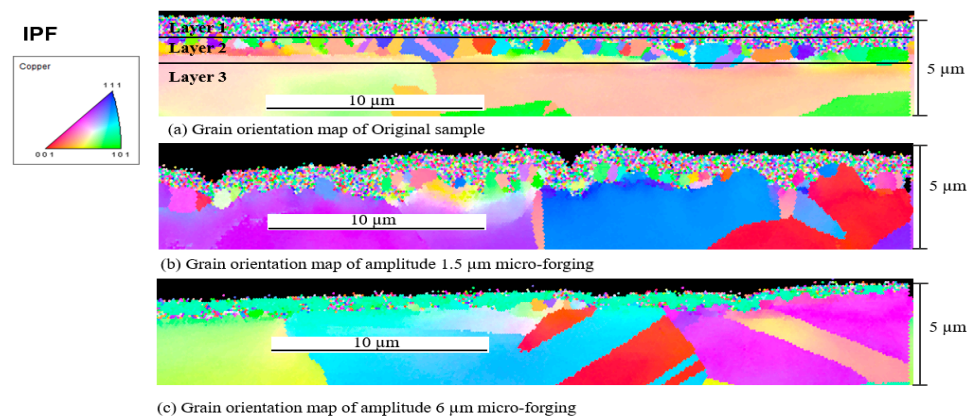 IPF
Copper
1 1 1
0 0 1
1 0 1
Layer 1
Layer 2
Layer 3
10 µm
5 µm
(a) Grain orientation map of Original sample
10 µm
5 µm
(b) Grain orientation map of amplitude 1.5 µm micro-forging
10 µm
5 µm
(c) Grain orientation map of amplitude 6 µm micro-forging